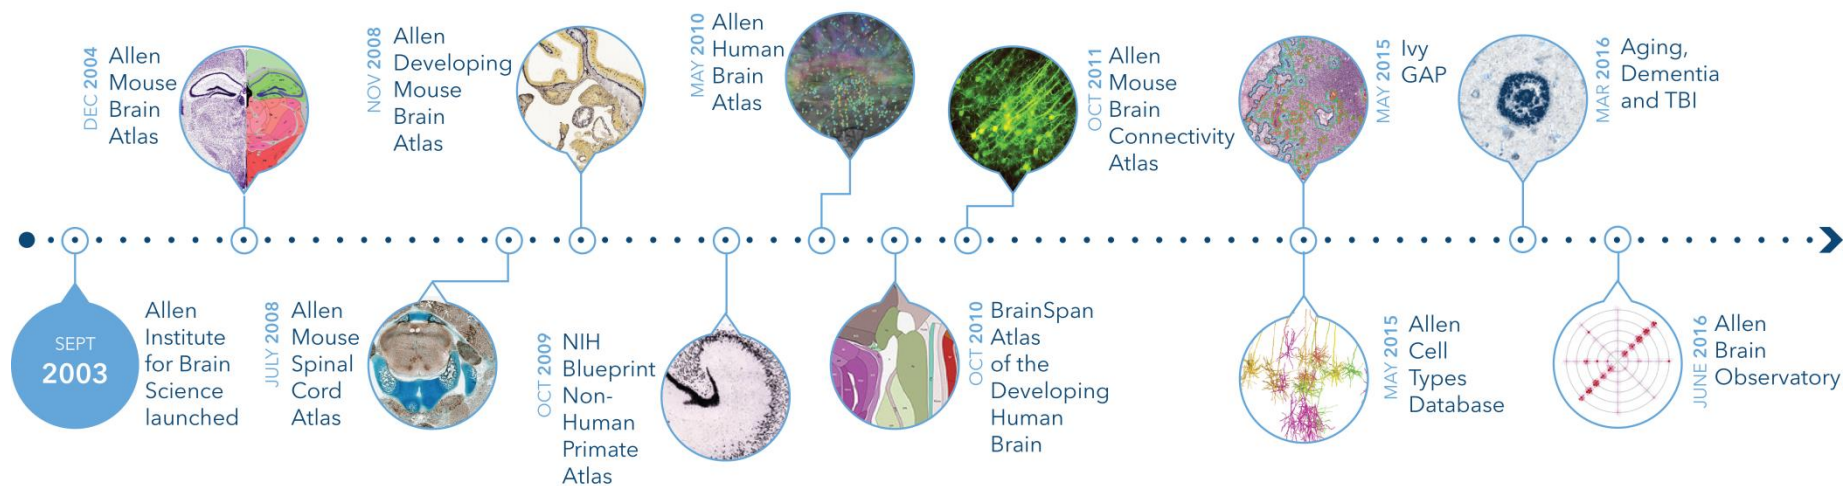 SEPT
2003
Allen
Institute
for Brain
Science
launched
DEC 2004
Allen
Mouse
Brain
Atlas
JULY 2008
Allen
Mouse
Spinal
Cord
Atlas
NOV 2008
Allen
Developing
Mouse
Brain
Atlas
OCT 2009
NIH
Blueprint
Non-
Human
Primate
Atlas
MAY 2010
Allen
Human
Brain
Atlas
OCT 2010
BrainSpan
Atlas
of the
Developing
Human
Brain
OCT 2011
Allen
Mouse
Brain
Connectivity
Atlas
MAY 2015
Ivy
GAP
MAY 2015
Allen
Cell
Types
Database
MAR 2016
Aging,
Dementia
and TBI
JUNE 2016
Allen
Brain
Observatory